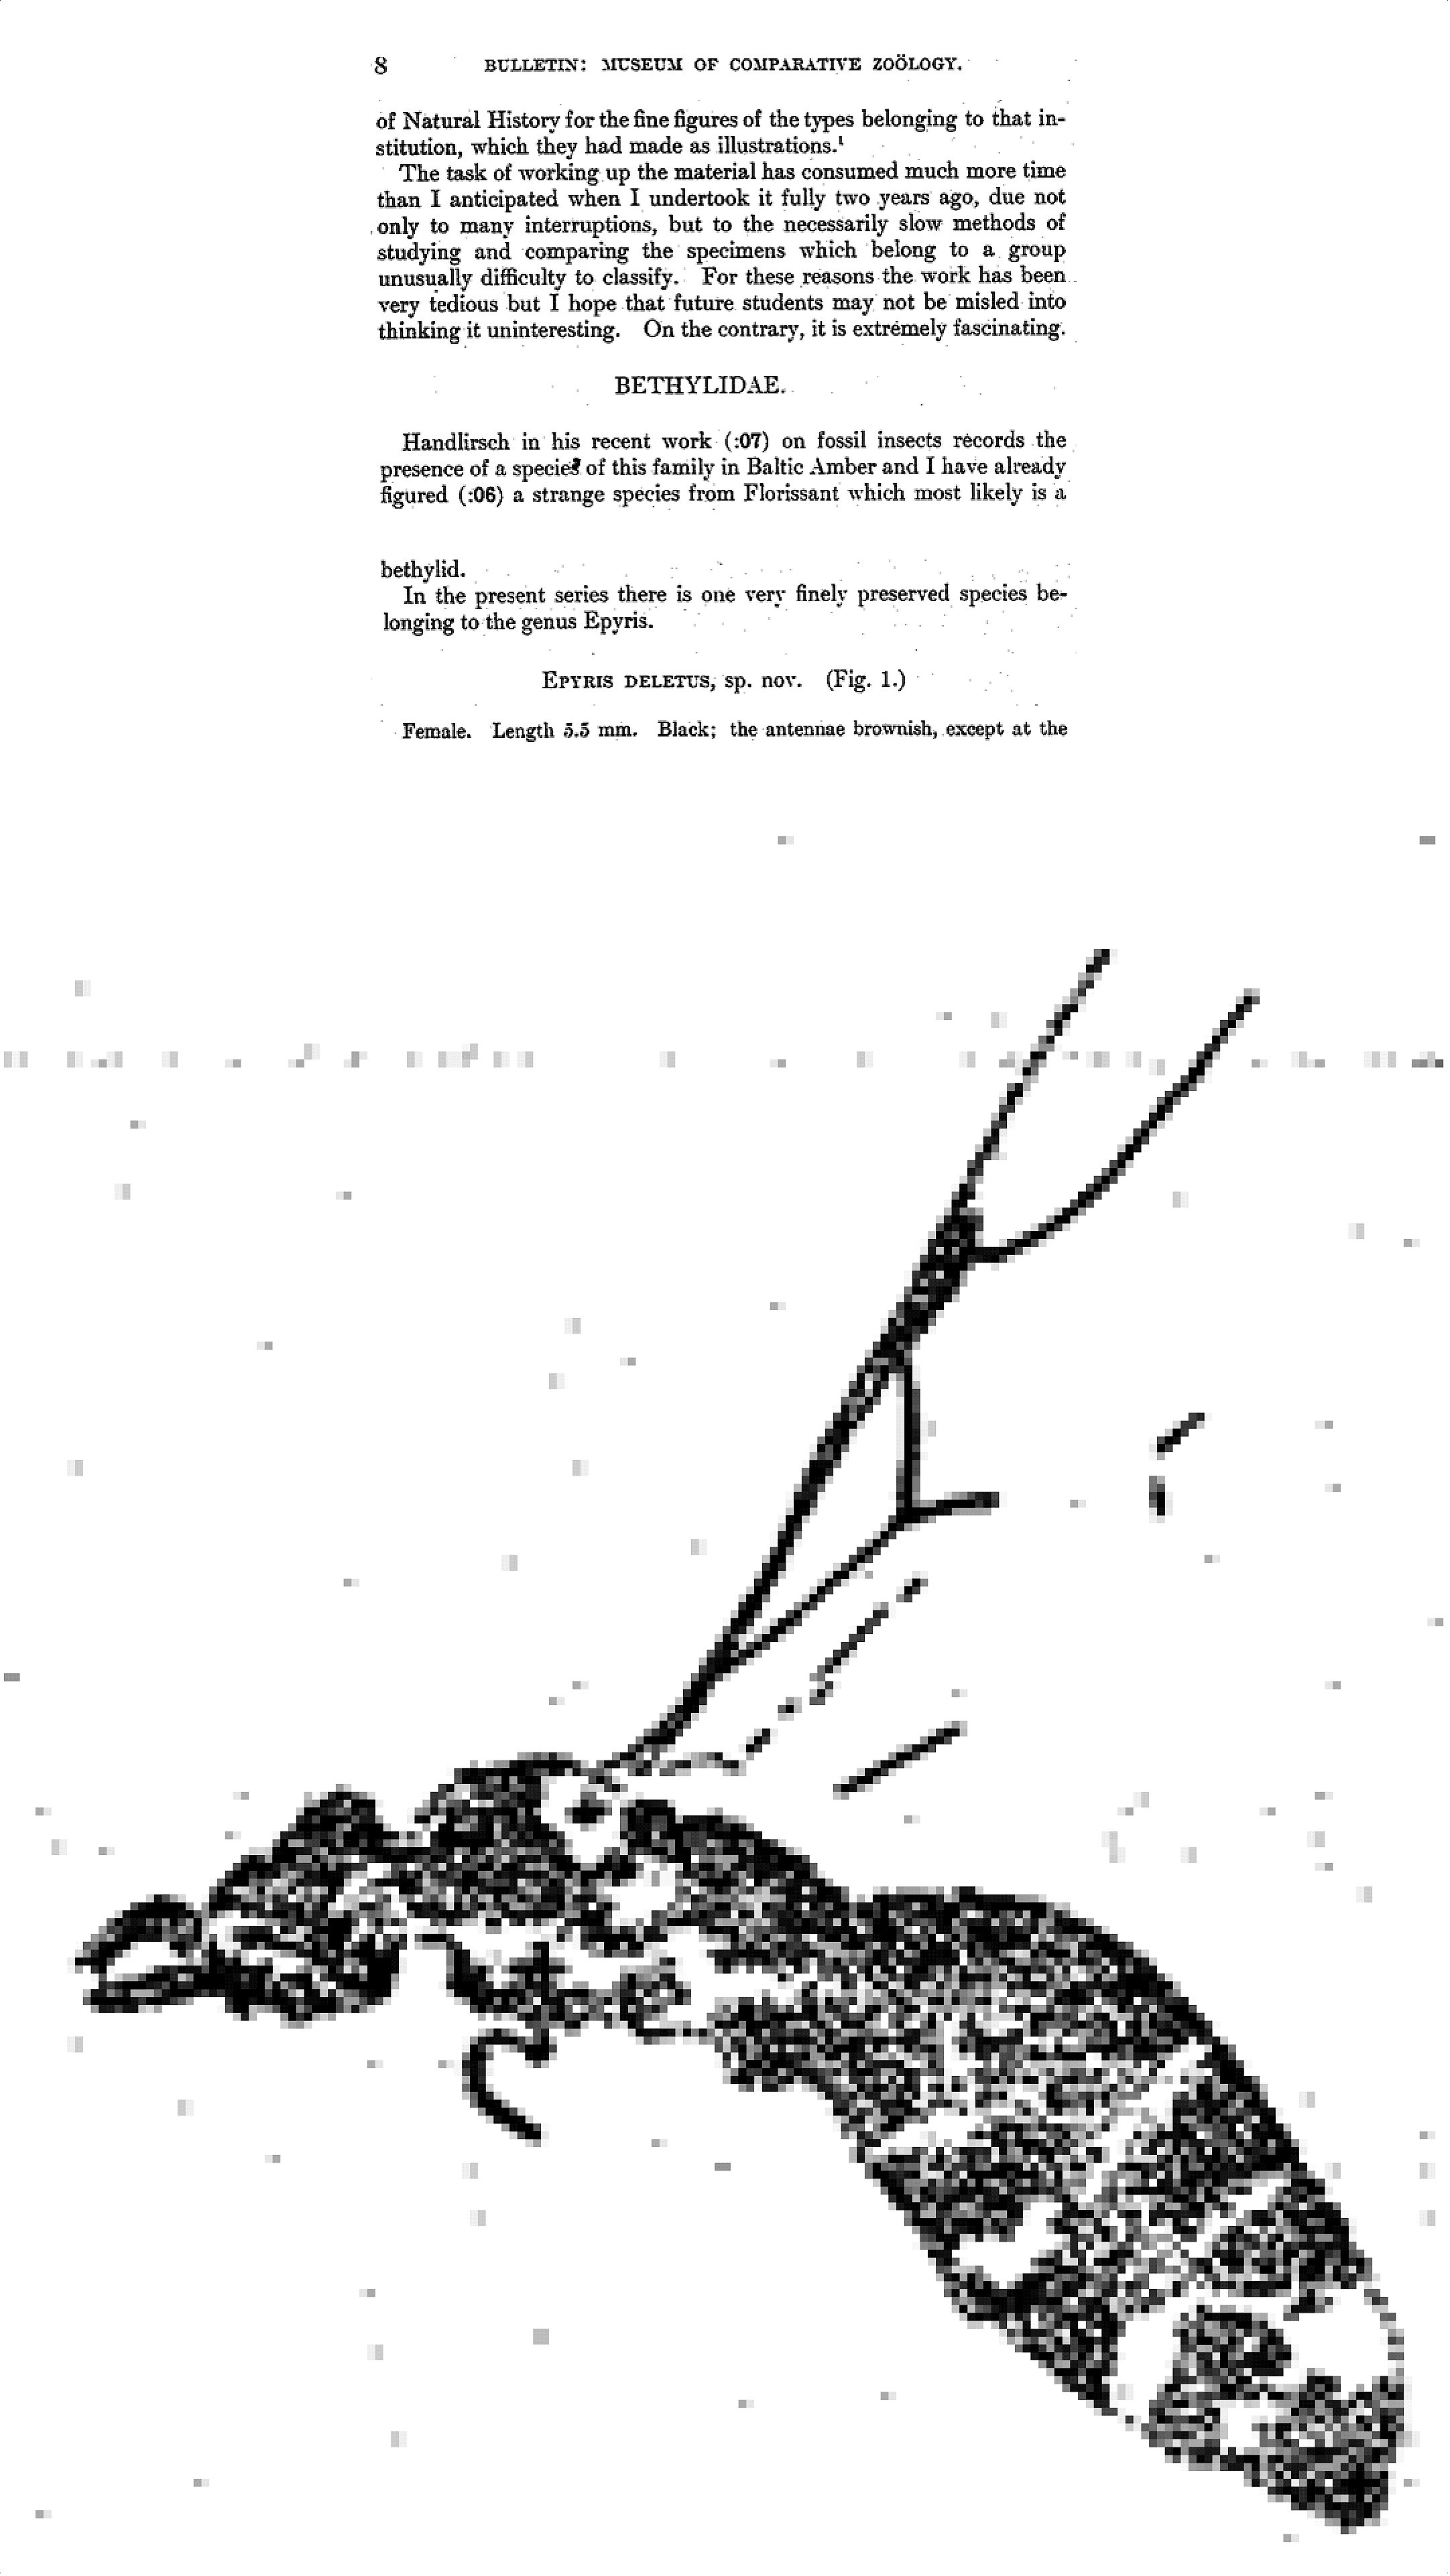 8 BULLETIN: MUSEUM OF COMPARATIVE ZOÖLOGY.
of Natural History for the fine figures of the types belonging to that in-
stitution, which they had made as illustrations.¹
The task of working up the material has consumed much more time
than I anticipated when I undertook it fully two years ago, due not
only to many interruptions, but to the necessarily slow methods of
studying and comparing the specimens which belong to a group
unusually difficulty to classify. For these reasons the work has been
very tedious but I hope that future students may not be misled into
thinking it uninteresting. On the contrary, it is extremely fascinating.
BETHYLIDAE.
Handlirsch in his recent work (:07) on fossil insects records the
presence of a species of this family in Baltic Amber and I have already
figured (:06) a strange species from Florissant which most likely is a
bethylid.
In the present series there is one very finely preserved species be-
longing to the genus Epyris.
EPYRIS DELETUS, sp. nov. (Fig. 1.)
Female. Length 5.5 mm. Black; the antennae brownish, except at the